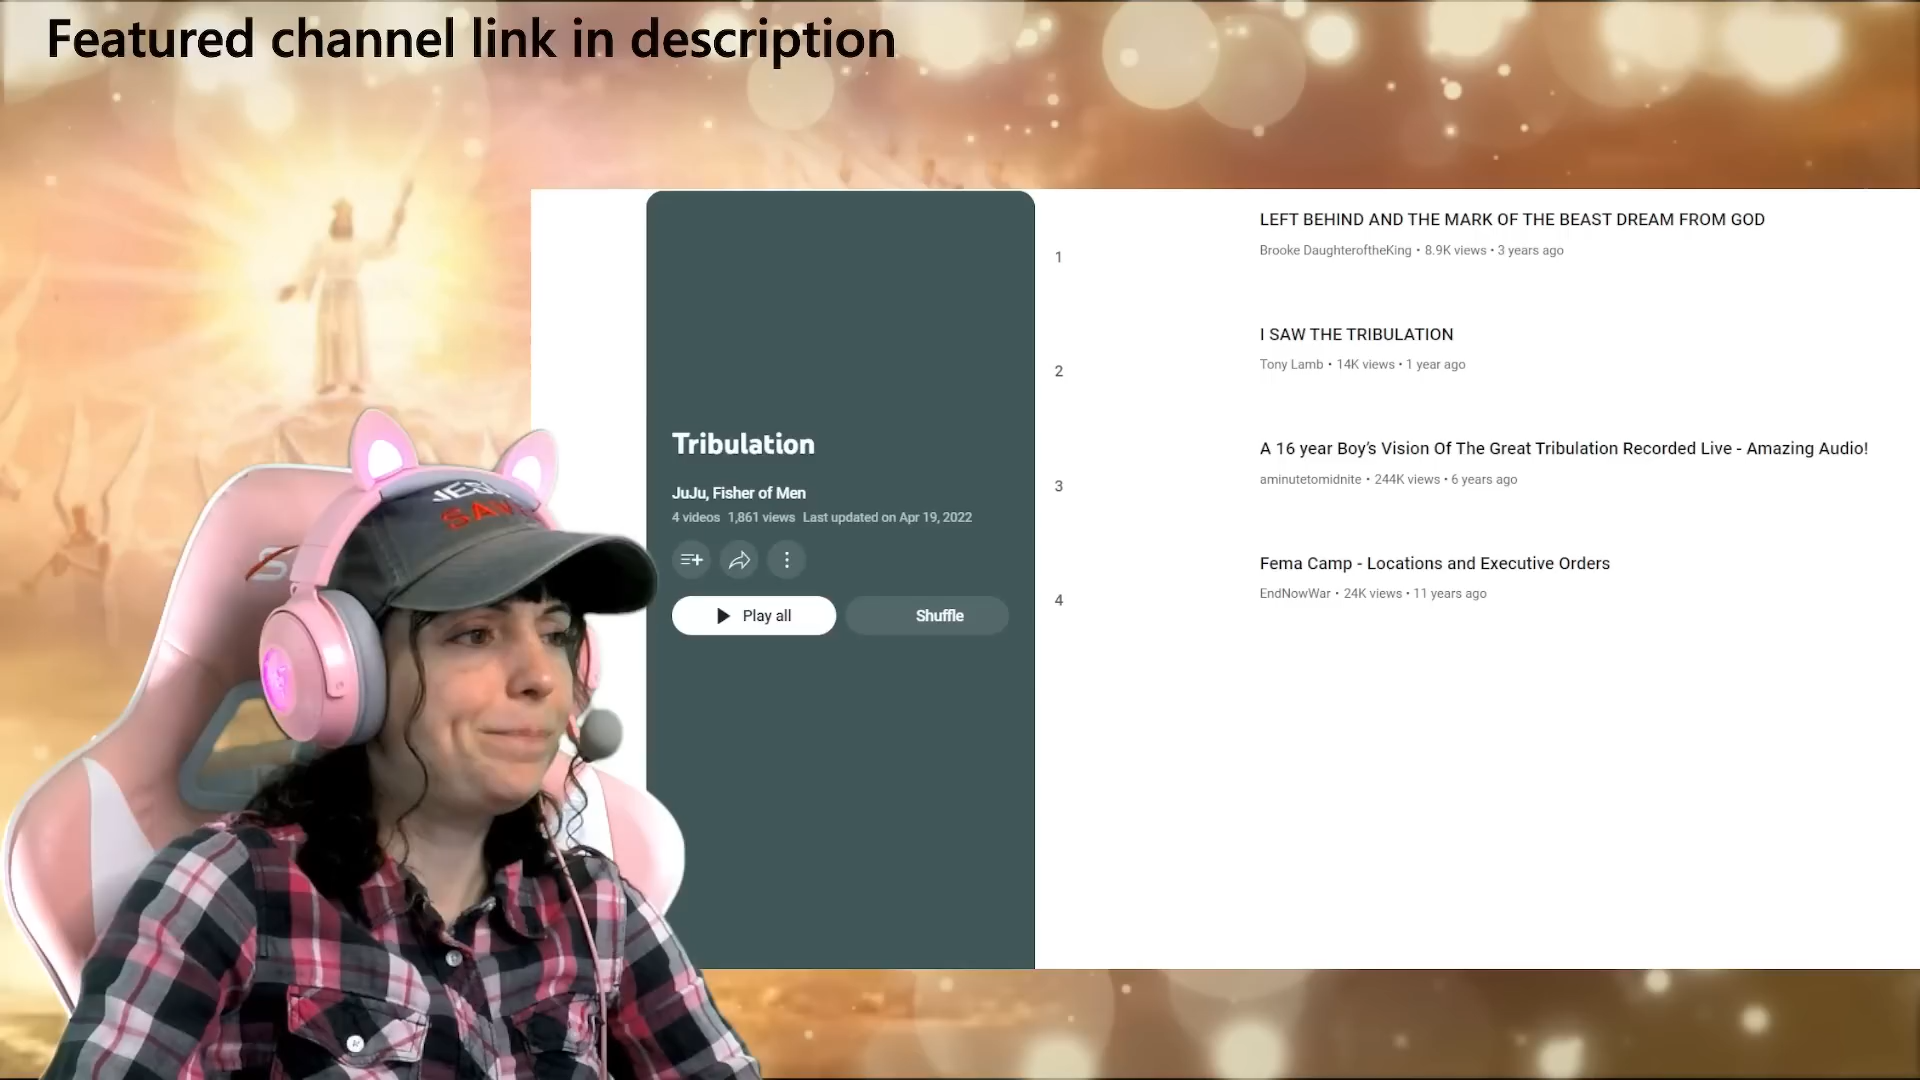 Featured channel link in description
LEFT BEHIND AND THE MARK OF THE BEAST DREAM FROM GOD
Brooke DaughteroftheKing • 8.9K views • 3 years ago
1
I SAW THE TRIBULATION
Tony Lamb • 14K views • 1 year ago
2
A 16 year Boy's Vision Of The Great Tribulation Recorded Live - Amazing Audio!
aminutetomidnite • 244K views • 6 years ago
3
Fema Camp - Locations and Executive Orders
EndNowWar • 24K views • 11 years ago
4
Tribulation
JuJu, Fisher of Men
4 videos 1,861 views Last updated on Apr 19, 2022
Play all
Shuffle